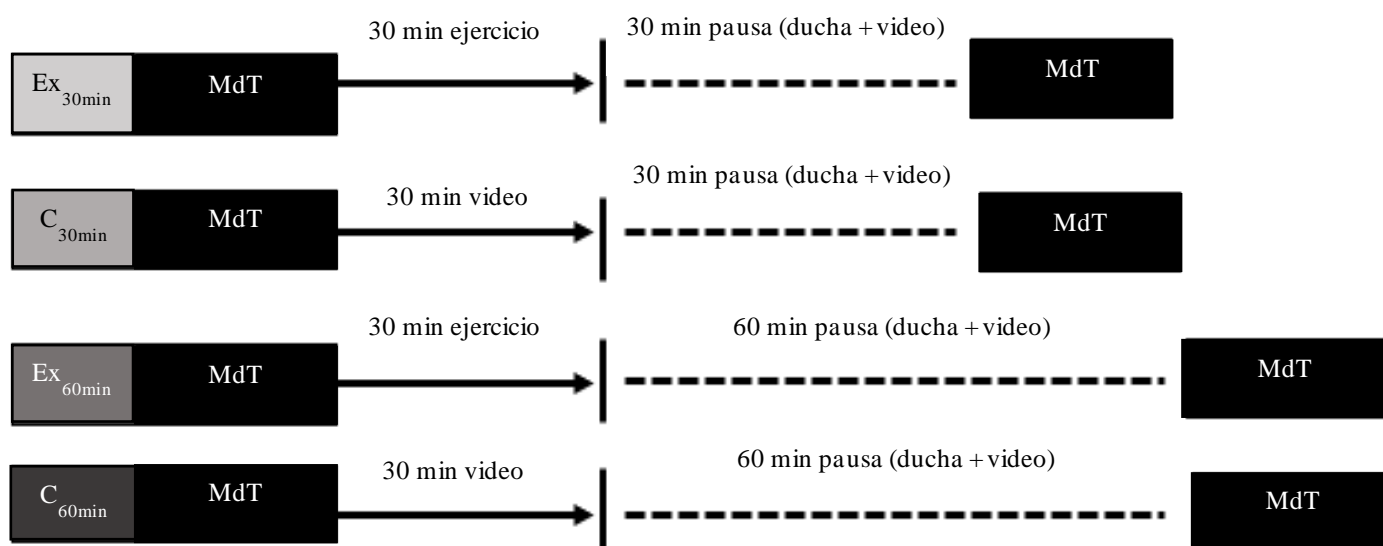 30 min ejercicio 30 min pausa (ducha + video)
Ex30min MdT MdT
30 min video 30 min pausa (ducha + video)
C30min MdT MdT
30 min ejercicio 60 min pausa (ducha + video)
Ex60min MdT MdT
30 min video 60 min pausa (ducha + video)
C60min MdT MdT